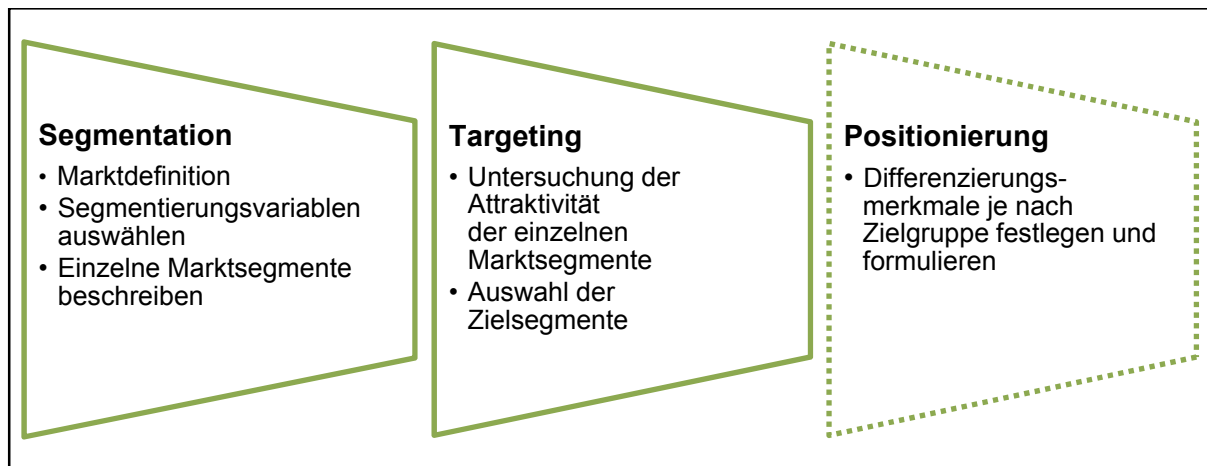 Segmentation
• Marktdefinition
• Segmentierungsvariablen
auswählen
• Einzelne Marktsegmente
beschreiben
Targeting
• Untersuchung der
Attraktivität
der einzelnen
Marktsegmente
• Auswahl der
Zielsegmente
Positionierung
• Differenzierungs-
merkmale je nach
Zielgruppe festlegen und
formulieren